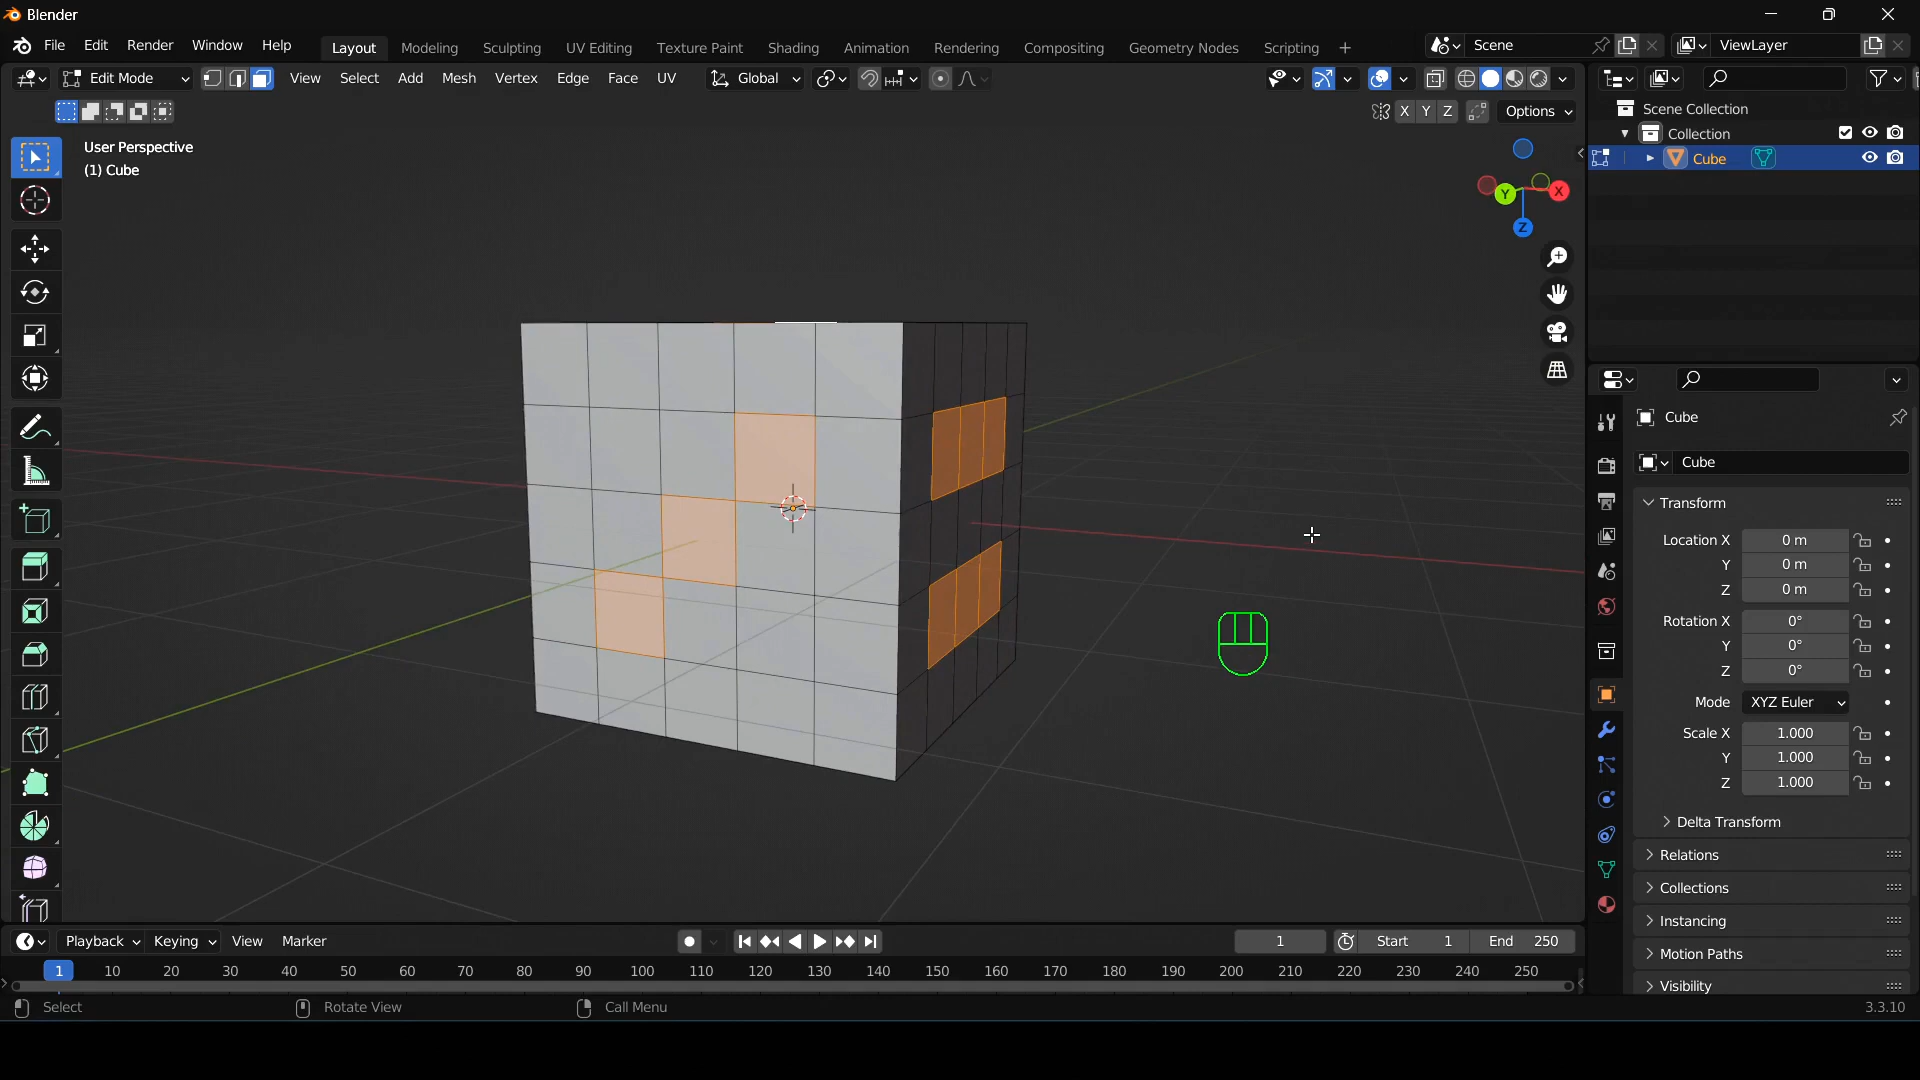 Blender
File Edit Render Window Help Layout Modeling Sculpting UV Editing Texture Paint Shading Animation Rendering Compositing Geometry Nodes Scripting + Scene ViewLayer
Edit Mode View Select Add Mesh Vertex Edge Face UV Global
X Y Z Options
User Perspective
(1) Cube
Y X
Z
Scene Collection
Collection
Cube
Cube
Cube
Transform
Location X 0 m
Y 0 m
Z 0 m
Rotation X 0°
Y 0°
Z 0°
Mode XYZ Euler
Scale X 1.000
Y 1.000
Z 1.000
Delta Transform
Relations
Collections
Instancing
Motion Paths
Visibility
Playback Keying View Marker 1 Start 1 End 250
1 10 20 30 40 50 60 70 80 90 100 110 120 130 140 150 160 170 180 190 200 210 220 230 240 250
Select Rotate View Call Menu 3.3.10